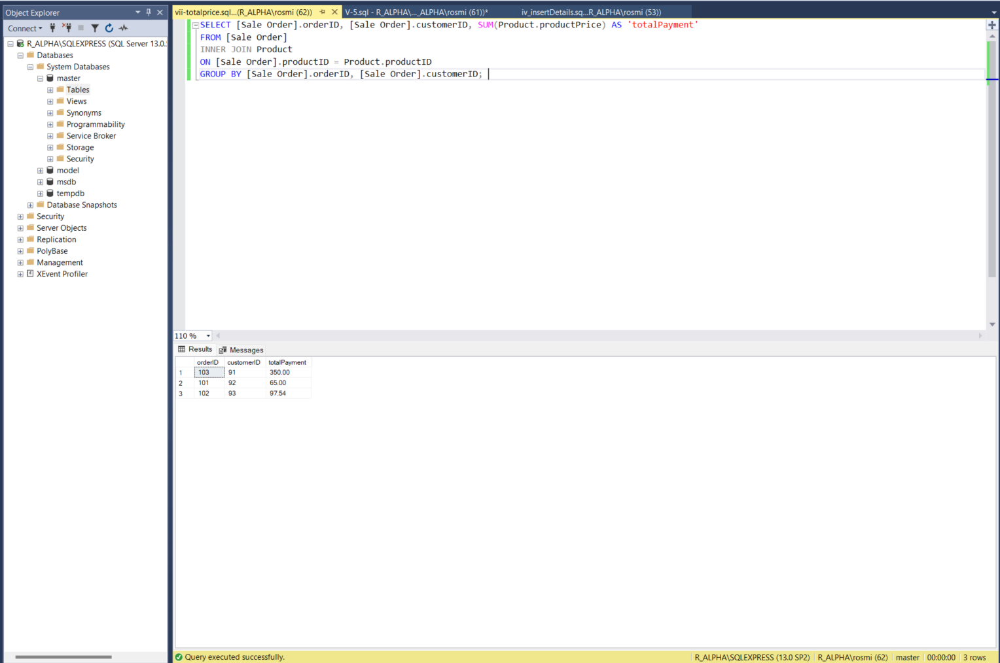 Object Explorer
Connect
R_ALPHA\SQLEXPRESS (SQL Server 13.0.
Databases
System Databases
master
Tables
Views
Synonyms
Programmability
Service Broker
Storage
Security
model
msdb
tempdb
Database Snapshots
Security
Server Objects
Replication
PolyBase
Management
XEvent Profiler
vii-totalprice.sql...(R_ALPHA\rosmi (62))
V-5.sql - R_ALPHA\..._ALPHA\rosmi (61))*
iv_insertDetails.sq...R_ALPHA\rosmi (53))
SELECT [Sale Order].orderID, [Sale Order].customerID, SUM(Product.productPrice) AS 'totalPayment'
FROM [Sale Order]
INNER JOIN Product
ON [Sale Order].productID = Product.productID
GROUP BY [Sale Order].orderID, [Sale Order].customerID;
110 %
Results Messages
orderID customerID totalPayment
1 103 91 350.00
2 101 92 65.00
3 102 93 97.54
Query executed successfully.
R_ALPHA\SQLEXPRESS (13.0 SP2) R_ALPHA\rosmi (62) master 00:00:00 3 rows